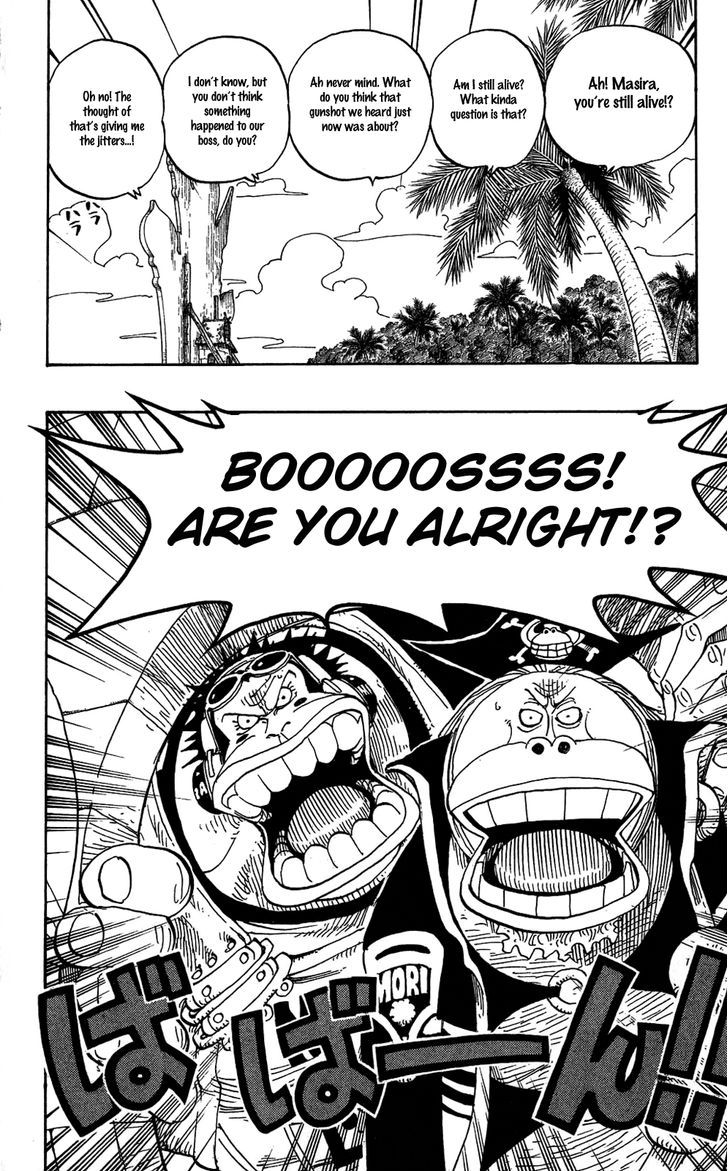 Ah! Masira,
you're still alive!?
Am I still alive?
What kinda
question is that?
Ah never mind. What
do you think that
gunshot we heard just
now was about?
I don't know, but
you don't think
something
happened to our
boss, do you?
Oh no! The
thought of
that's giving me
the jitters...!
BOOOOOSSSS!
ARE YOU ALRIGHT!?
MORI
ばばーん!!